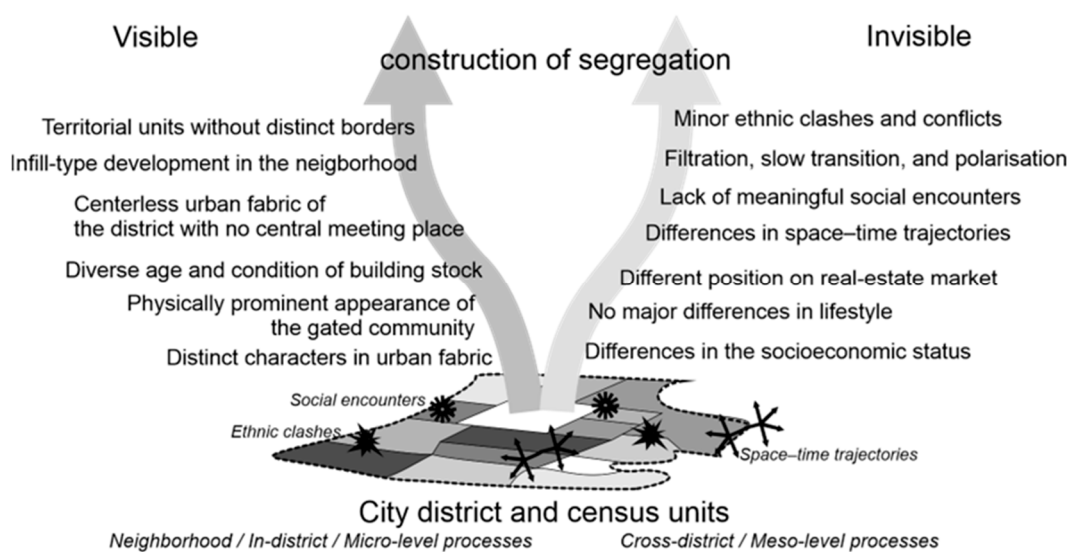 Visible
Invisible
construction of segregation
Territorial units without distinct borders
Infill-type development in the neigborhood
Centerless urban fabric of
the district with no central meeting place
Diverse age and condition of building stock
Physically prominent appearance of
the gated community
Distinct characters in urban fabric
Minor ethnic clashes and conflicts
Filtration, slow transition, and polarisation
Lack of meaningful social encounters
Differences in space–time trajectories
Different position on real-estate market
No major differences in lifestyle
Differences in the socioeconomic status
Social encounters
Ethnic clashes
Space–time trajectories
City district and census units
Neighborhood / In-district / Micro-level processes
Cross-district / Meso-level processes